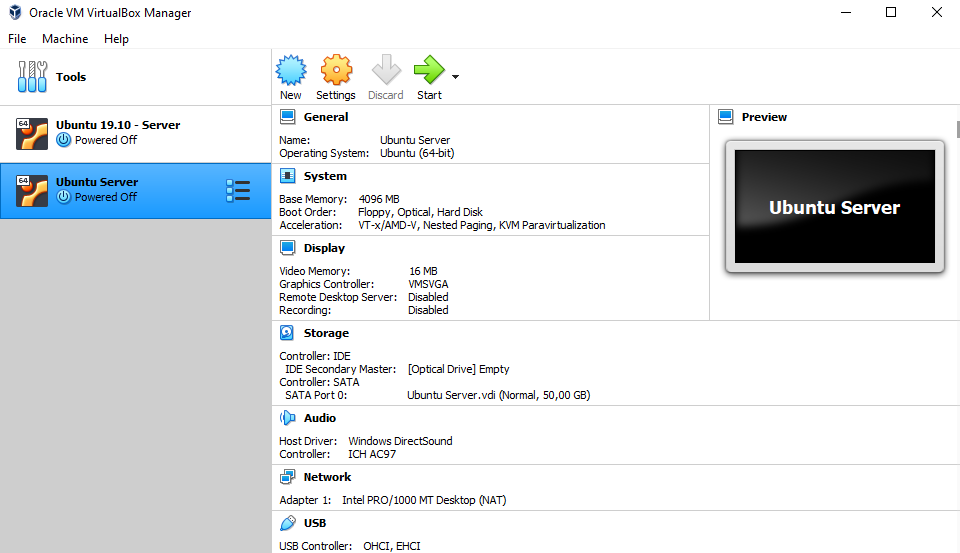 Oracle VM VirtualBox Manager
File Machine Help
Tools
New Settings Discard Start
64 Ubuntu 19.10 - Server
Powered Off
64 Ubuntu Server
Powered Off
General
Name: Ubuntu Server
Operating System: Ubuntu (64-bit)
System
Base Memory: 4096 MB
Boot Order: Floppy, Optical, Hard Disk
Acceleration: VT-x/AMD-V, Nested Paging, KVM Paravirtualization
Display
Video Memory: 16 MB
Graphics Controller: VMSVGA
Remote Desktop Server: Disabled
Recording: Disabled
Preview
Ubuntu Server
Storage
Controller: IDE
IDE Secondary Master: [Optical Drive] Empty
Controller: SATA
SATA Port 0: Ubuntu Server.vdi (Normal, 50,00 GB)
Audio
Host Driver: Windows DirectSound
Controller: ICH AC97
Network
Adapter 1: Intel PRO/1000 MT Desktop (NAT)
USB
USB Controller: OHCI, EHCI